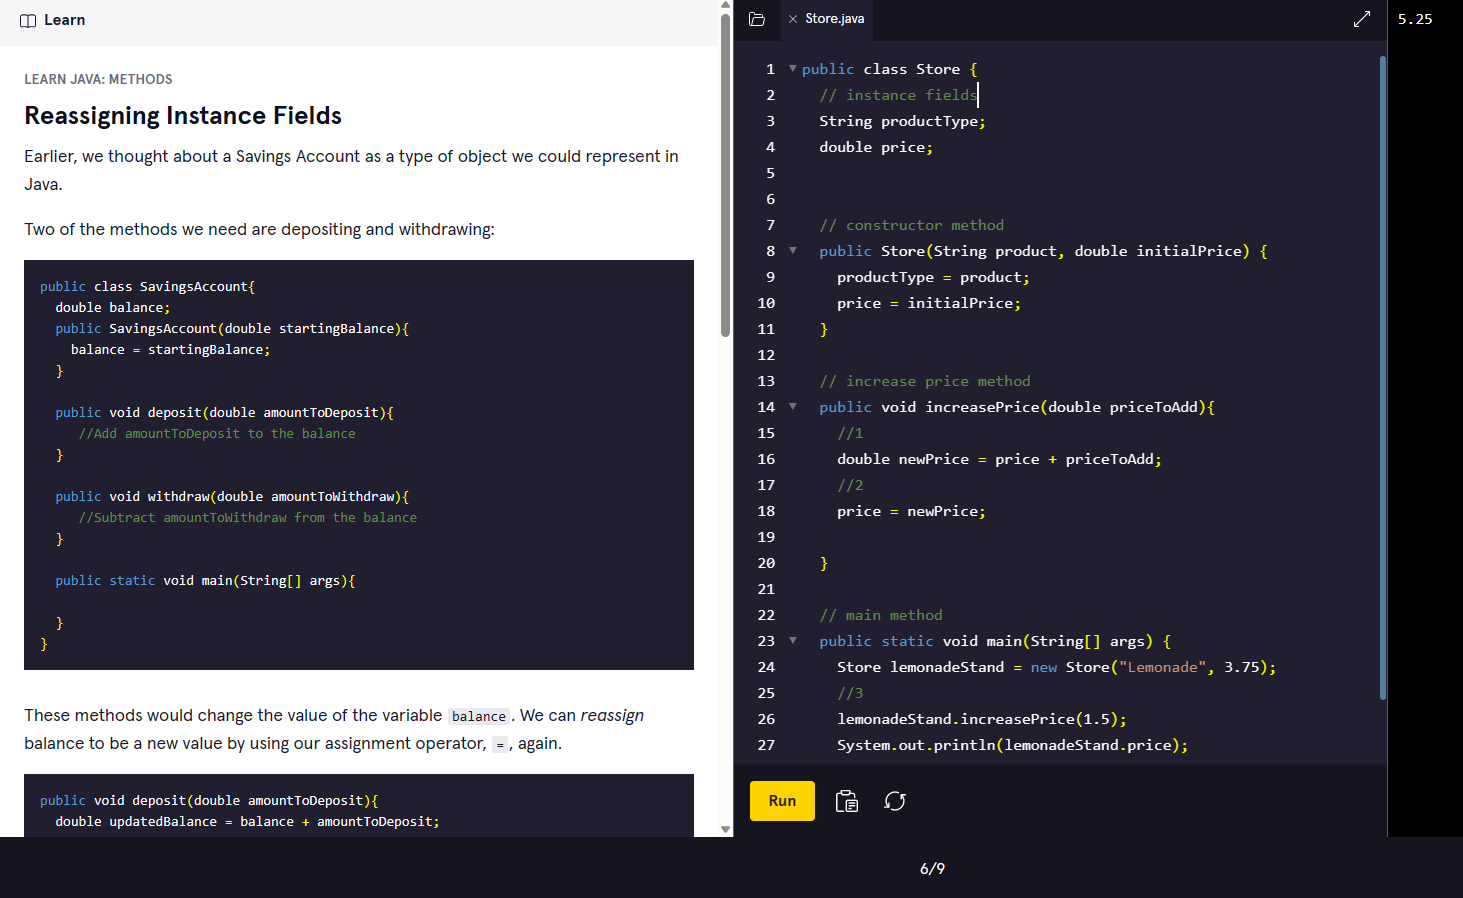 Learn
LEARN JAVA: METHODS
Reassigning Instance Fields
Earlier, we thought about a Savings Account as a type of object we could represent in
Java.
Two of the methods we need are depositing and withdrawing:
public class SavingsAccount{
  double balance;
  public SavingsAccount(double startingBalance){
    balance = startingBalance;
  }
  public void deposit(double amountToDeposit){
     //Add amountToDeposit to the balance
  }
  public void withdraw(double amountToWithdraw){
     //Subtract amountToWithdraw from the balance
  }
  public static void main(String[] args){
  }
}
These methods would change the value of the variable balance. We can reassign
balance to be a new value by using our assignment operator, =, again.
public void deposit(double amountToDeposit){
  double updatedBalance = balance + amountToDeposit;
Store.java
1 public class Store {
2   // instance fields
3   String productType;
4   double price;
5
6
7   // constructor method
8   public Store(String product, double initialPrice) {
9     productType = product;
10     price = initialPrice;
11   }
12
13   // increase price method
14   public void increasePrice(double priceToAdd){
15     //1
16     double newPrice = price + priceToAdd;
17     //2
18     price = newPrice;
19
20   }
21
22   // main method
23   public static void main(String[] args) {
24     Store lemonadeStand = new Store("Lemonade", 3.75);
25     //3
26     lemonadeStand.increasePrice(1.5);
27     System.out.println(lemonadeStand.price);
Run
5.25
6/9